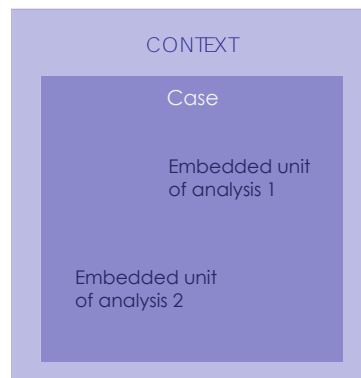 CONTEXT
Case
Embedded unit
of analysis 1
Embedded unit
of analysis 2